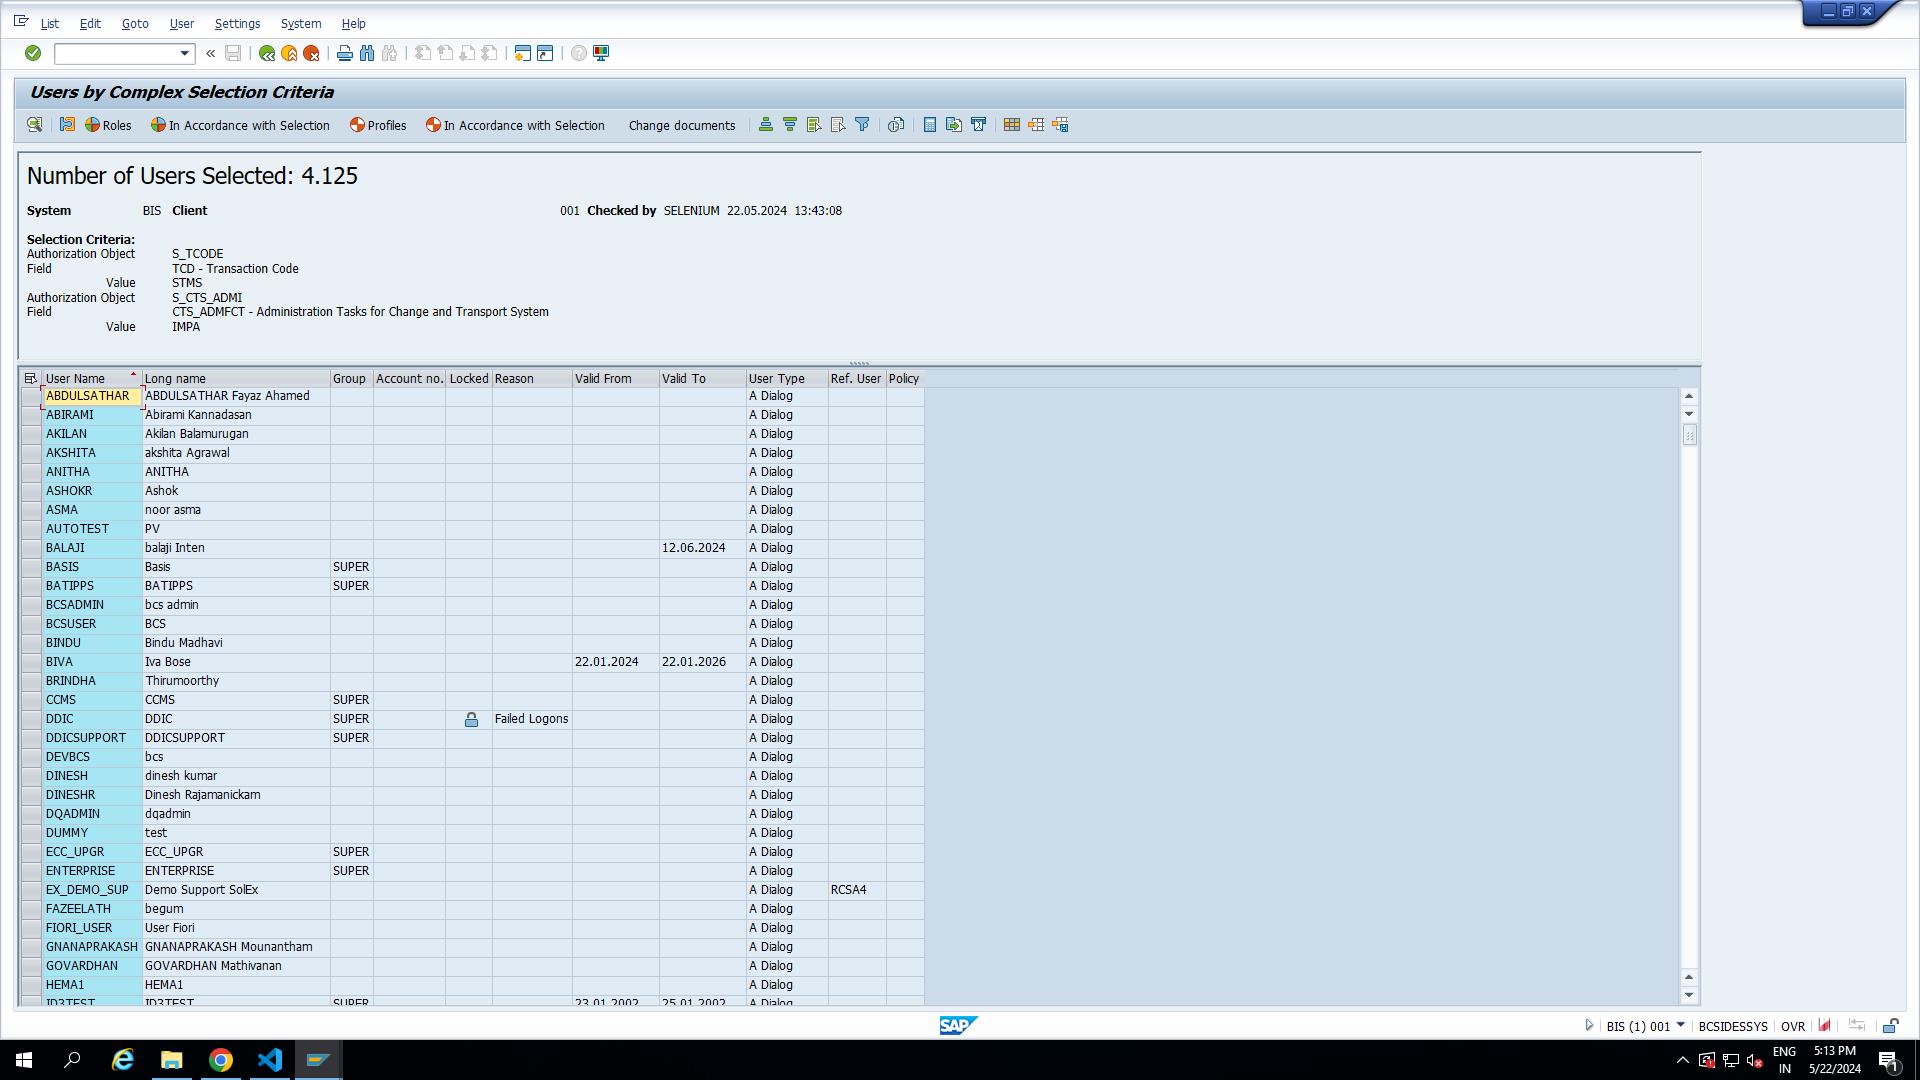 List Edit Goto User Settings System Help
Users by Complex Selection Criteria
Roles In Accordance with Selection Profiles In Accordance with Selection Change documents
Number of Users Selected: 4.125
System BIS Client 001 Checked by SELENIUM 22.05.2024 13:43:08
Selection Criteria:
Authorization Object S_TCODE
Field TCD - Transaction Code
Value STMS
Authorization Object S_CTS_ADMI
Field CTS_ADMFCT - Administration Tasks for Change and Transport System
Value IMPA
User Name Long name Group Account no. Locked Reason Valid From Valid To User Type Ref. User Policy
ABDULSATHAR ABDULSATHAR Fayaz Ahamed A Dialog
ABIRAMI Abirami Kannadasan A Dialog
AKILAN Akilan Balamurugan A Dialog
AKSHITA akshita Agrawal A Dialog
ANITHA ANITHA A Dialog
ASHOKR Ashok A Dialog
ASMA noor asma A Dialog
AUTOTEST PV A Dialog
BALAJI balaji Inten 12.06.2024 A Dialog
BASIS Basis SUPER A Dialog
BATIPPS BATIPPS SUPER A Dialog
BCSADMIN bcs admin A Dialog
BCSUSER BCS A Dialog
BINDU Bindu Madhavi A Dialog
BIVA Iva Bose 22.01.2024 22.01.2026 A Dialog
BRINDHA Thirumoorthy A Dialog
CCMS CCMS SUPER A Dialog
DDIC DDIC SUPER Failed Logons A Dialog
DDICSUPPORT DDICSUPPORT SUPER A Dialog
DEVBCS bcs A Dialog
DINESH dinesh kumar A Dialog
DINESHR Dinesh Rajamanickam A Dialog
DQADMIN dqadmin A Dialog
DUMMY test A Dialog
ECC_UPGR ECC_UPGR SUPER A Dialog
ENTERPRISE ENTERPRISE SUPER A Dialog
EX_DEMO_SUP Demo Support SolEx A Dialog RCSA4
FAZEELATH begum A Dialog
FIORI_USER User Fiori A Dialog
GNANAPRAKASH GNANAPRAKASH Mounantham A Dialog
GOVARDHAN GOVARDHAN Mathivanan A Dialog
HEMA1 HEMA1 A Dialog
ID3TEST ID3TEST SUPER 23.01.2002 25.01.2002 A Dialog
SAP BIS (1) 001 BCSIDESSYS OVR
ENG 5:13 PM
IN 5/22/2024 1